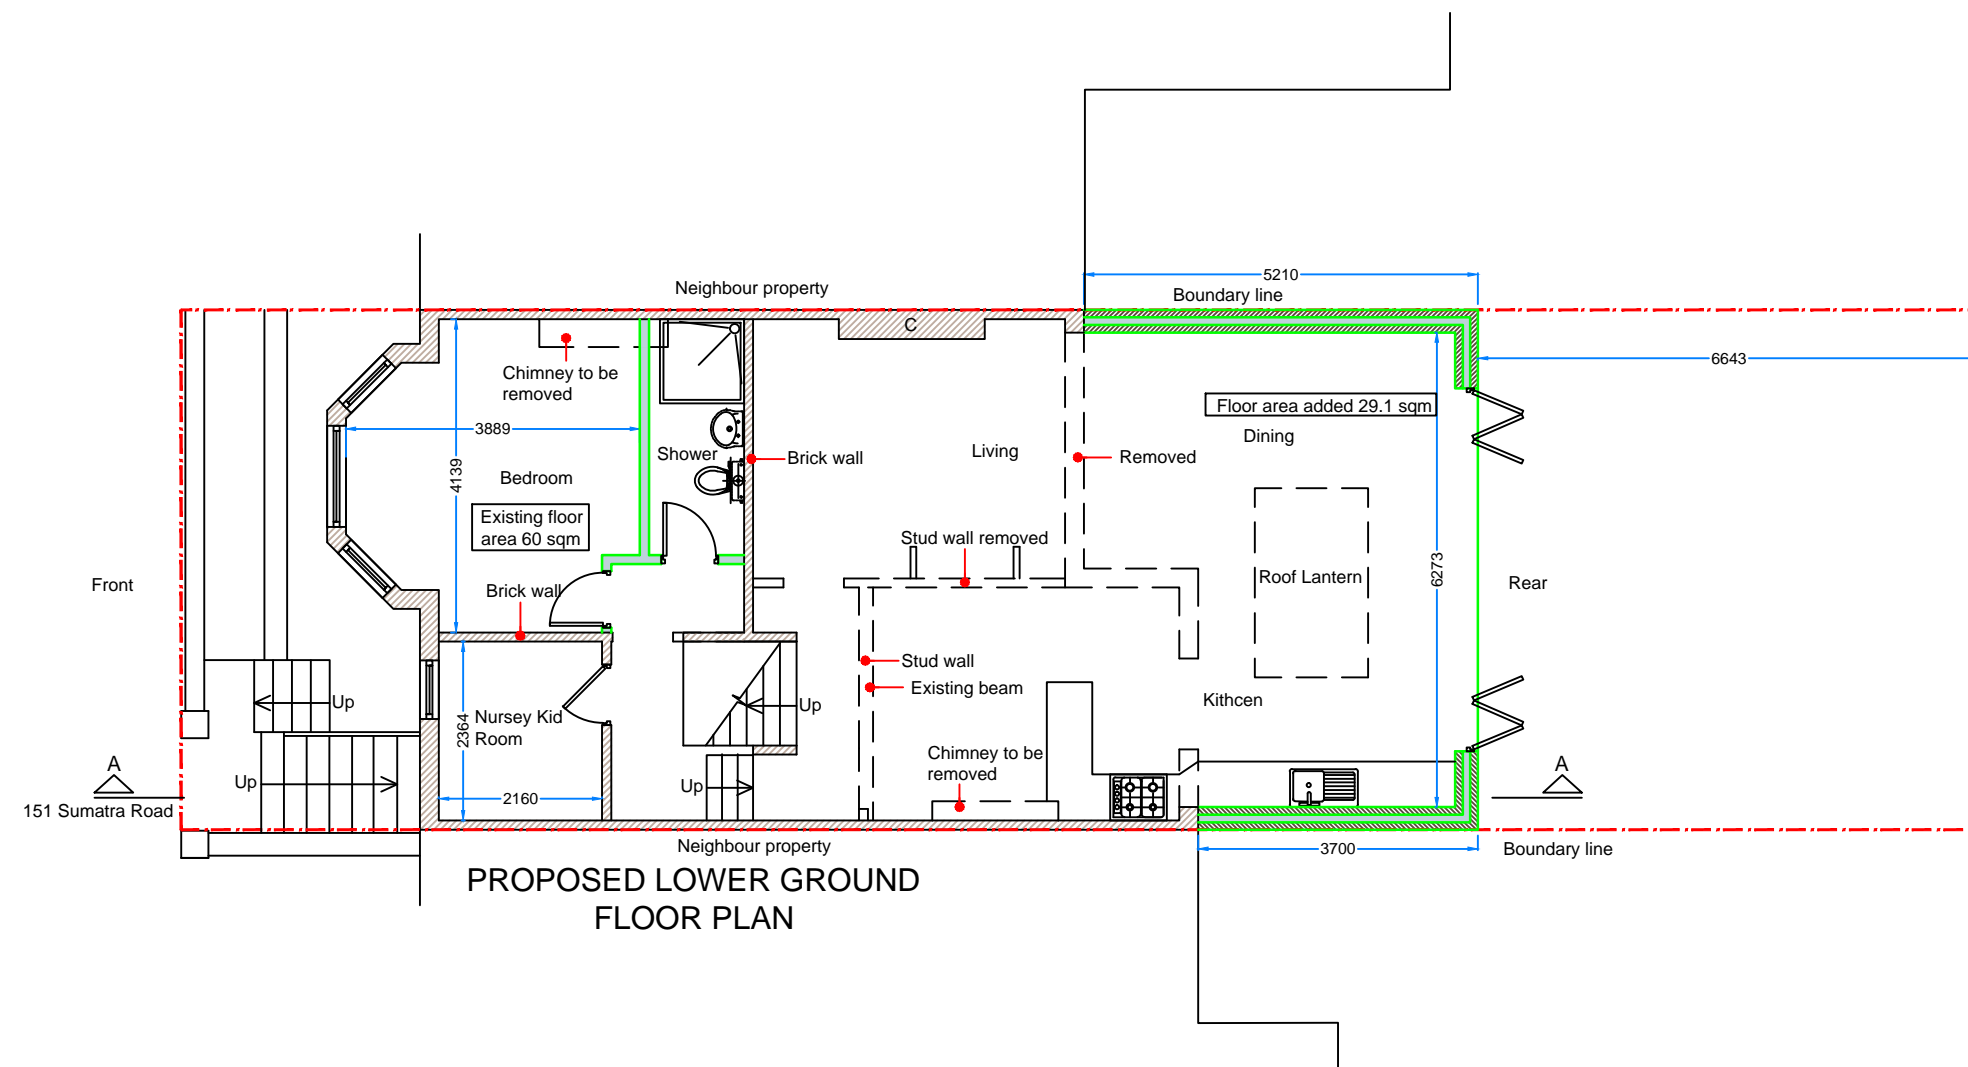 5210
Neighbour property
Boundary line
C
6643
Chimney to be
removed
Floor area added 29.1 sqm
3889
Dining
Shower
Brick wall
Living
Removed
4139
Bedroom
Existing floor
area 60 sqm
Stud wall removed
Front
Brick wall
Roof Lantern
6273
Rear
Stud wall
Existing beam
Up
Up
Kithcen
Nursey Kid
Room
2364
Chimney to be
removed
A
Up
Up
A
2160
151 Sumatra Road
Neighbour property
3700
Boundary line
PROPOSED LOWER GROUND
FLOOR PLAN